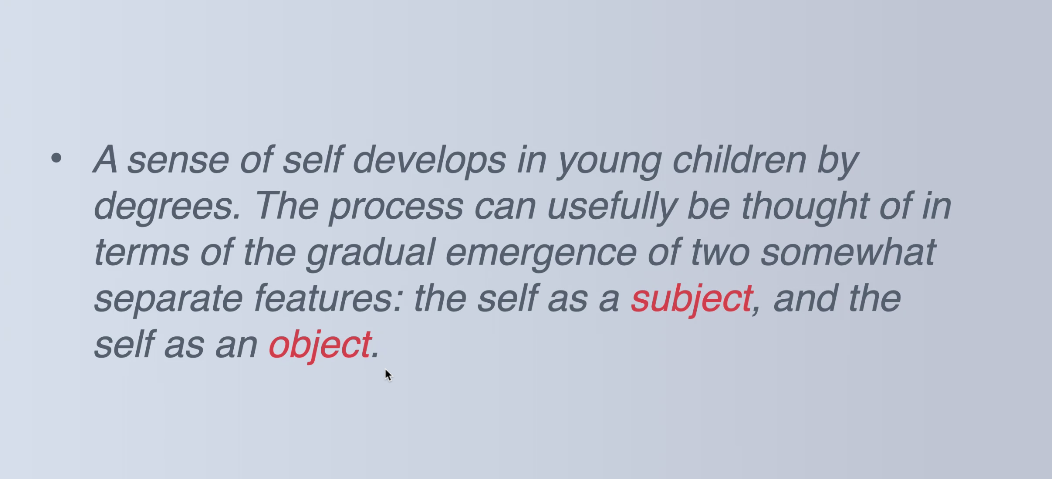 • A sense of self develops in young children by
degrees. The process can usefully be thought of in
terms of the gradual emergence of two somewhat
separate features: the self as a subject, and the
self as an object.